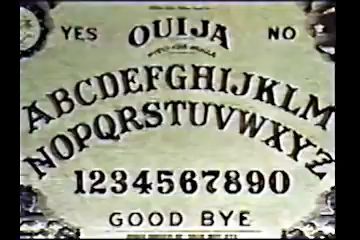 YES OUIJA NO
ABCDEFGHIJKLM
NOPQRSTUVWXYZ
1234567890
GOOD BYE